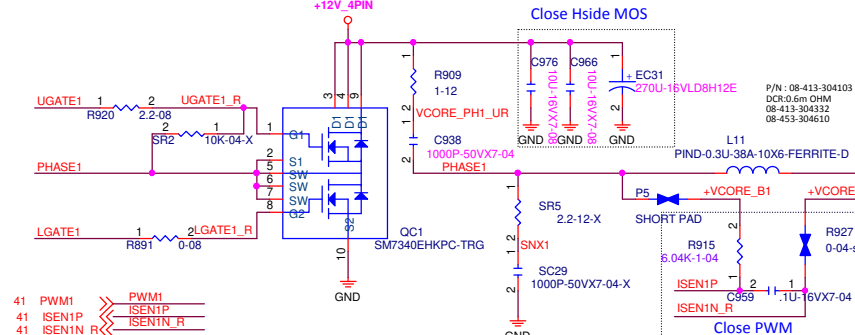 +12V_4PIN
Close Hside MOS
C976
C966
10U-16VX7-08
10U-16VX7-08
EC31
270U-16VLD8H12E
GND GND GND
P/N : 08-413-304103
DCR:0.6m OHM
08-413-304332
08-453-304610
R909
1-12
VCORE_PH1_UR
C938
1000P-50VX7-04
PHASE1
L11
PIND-0.3U-38A-10X6-FERRITE-D
UGATE1
UGATE1_R
R920
2.2-08
SR2
10K-04-X
PHASE1
LGATE1
LGATE1_R
R891
0-08
3 4 9
D1 D1 D1
1 G1
2 S1
5 SW
6 SW
7 SW
8 G2
S2
10
QC1
SM7340EHKPC-TRG
GND
SR5
2.2-12-X
SNX1
SC29
1000P-50VX7-04-X
GND
P5
SHORT PAD
+VCORE_B1
+VCORE
R915
6.04K-1-04
R927
0-04-s
ISEN1P
C959
.1U-16VX7-04
ISEN1N_R
Close PWM
41 PWM1 PWM1
41 ISEN1P ISEN1P
41 ISEN1N_R ISEN1N_R